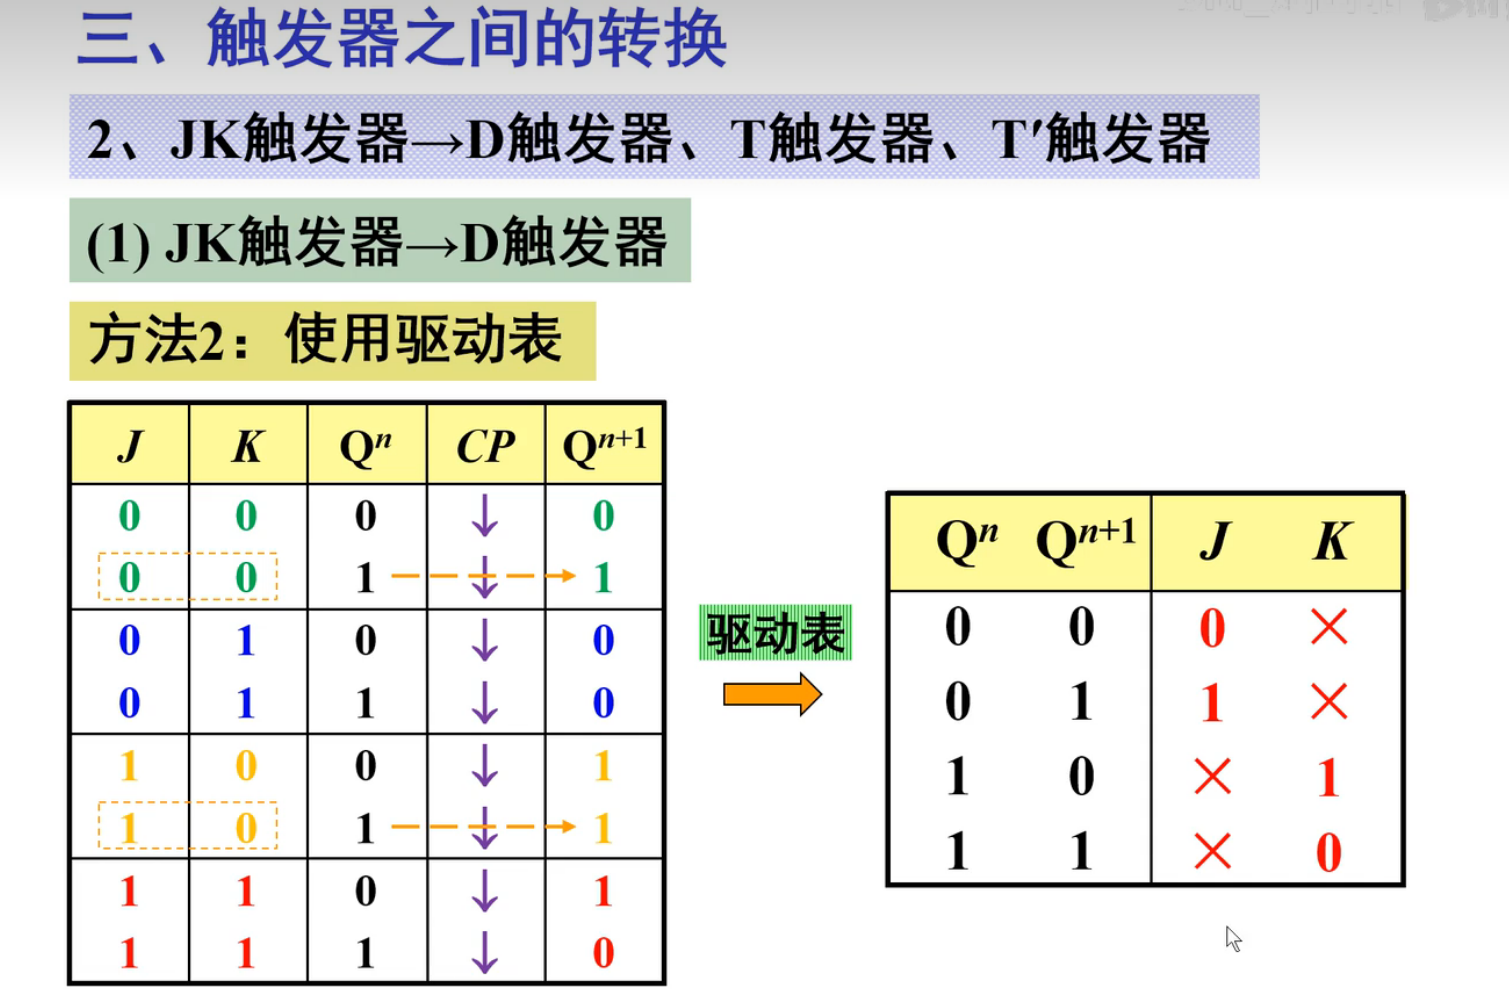 三、触发器之间的转换
2、JK触发器→D触发器、T触发器、T′触发器
(1) JK触发器→D触发器
方法2：使用驱动表
J K Qⁿ CP Qⁿ⁺¹
0 0 0 ↓ 0
0 0 1 ↓ 1
0 1 0 ↓ 0
0 1 1 ↓ 0
1 0 0 ↓ 1
1 0 1 ↓ 1
1 1 0 ↓ 1
1 1 1 ↓ 0
驱动表
Qⁿ Qⁿ⁺¹ J K
0 0 0 ×
0 1 1 ×
1 0 × 1
1 1 × 0